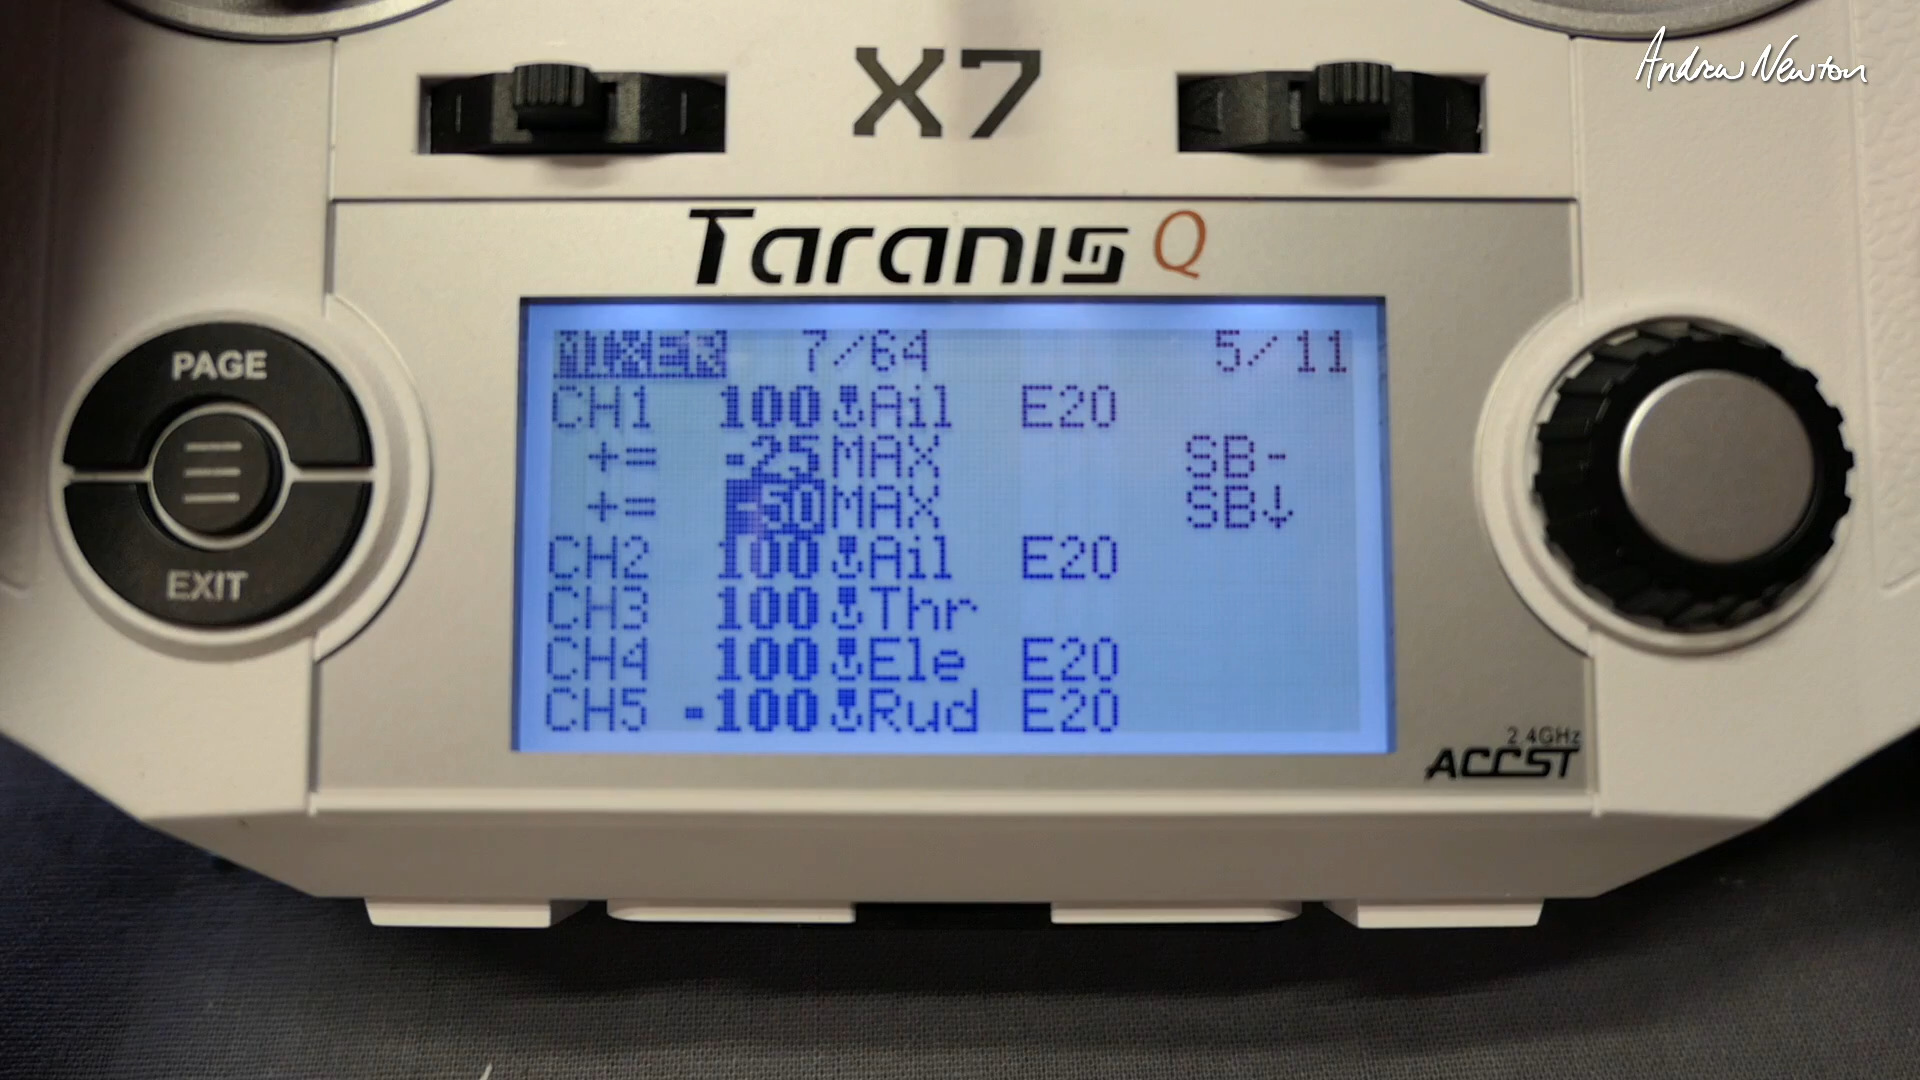 Andrew Newton
X7
Taranis Q
PAGE
EXIT
MIXER 7/64 5/11
CH1 100 Ail E20
+= -25 MAX SB-
+= -50 MAX SB↓
CH2 100 Ail E20
CH3 100 Thr
CH4 100 Ele E20
CH5 -100 Rud E20
2.4GHz
ACCST